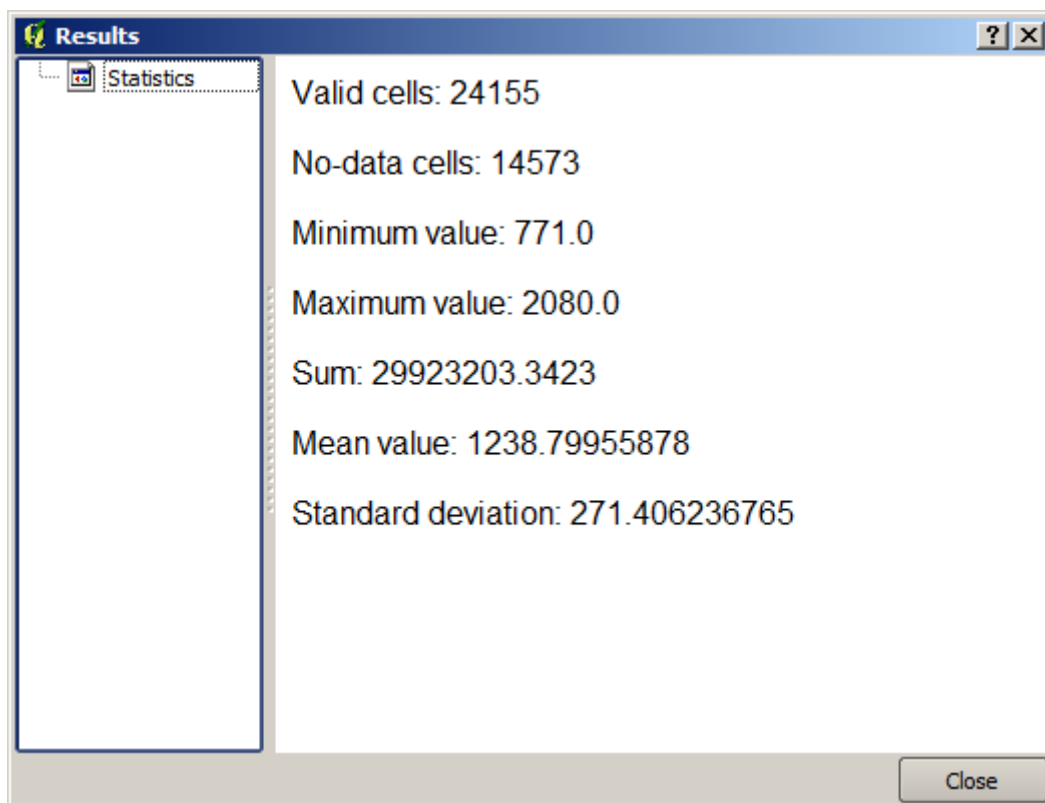 Results
Statistics
Valid cells: 24155
No-data cells: 14573
Minimum value: 771.0
Maximum value: 2080.0
Sum: 29923203.3423
Mean value: 1238.79955878
Standard deviation: 271.406236765
Close